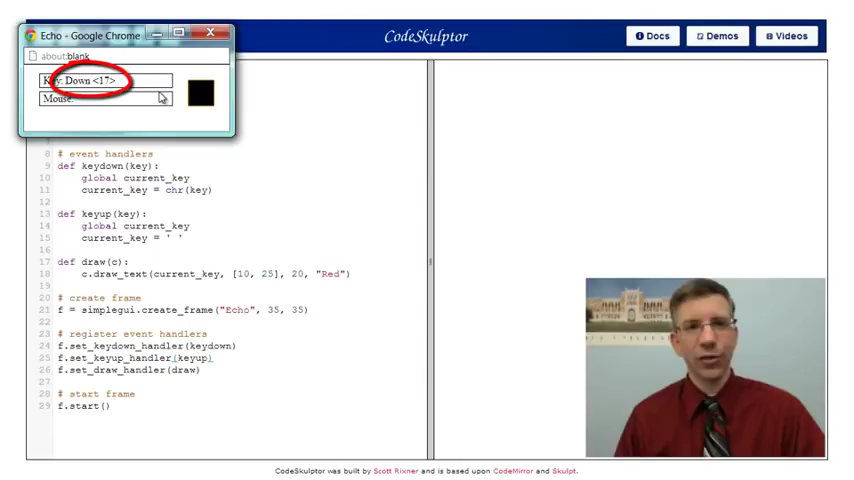 Echo - Google Chrome
about:blank
Key: Down <17>
Mouse:
CodeSkulptor
Docs
Demos
Videos
7
8 # event handlers
9 def keydown(key):
10 global current_key
11 current_key = chr(key)
12
13 def keyup(key):
14 global current_key
15 current_key = ' '
16
17 def draw(c):
18 c.draw_text(current_key, [10, 25], 20, "Red")
19
20 # create frame
21 f = simplegui.create_frame("Echo", 35, 35)
22
23 # register event handlers
24 f.set_keydown_handler(keydown)
25 f.set_keyup_handler(keyup)
26 f.set_draw_handler(draw)
27
28 # start frame
29 f.start()
CodeSkulptor was built by Scott Rixner and is based upon CodeMirror and Skulpt.